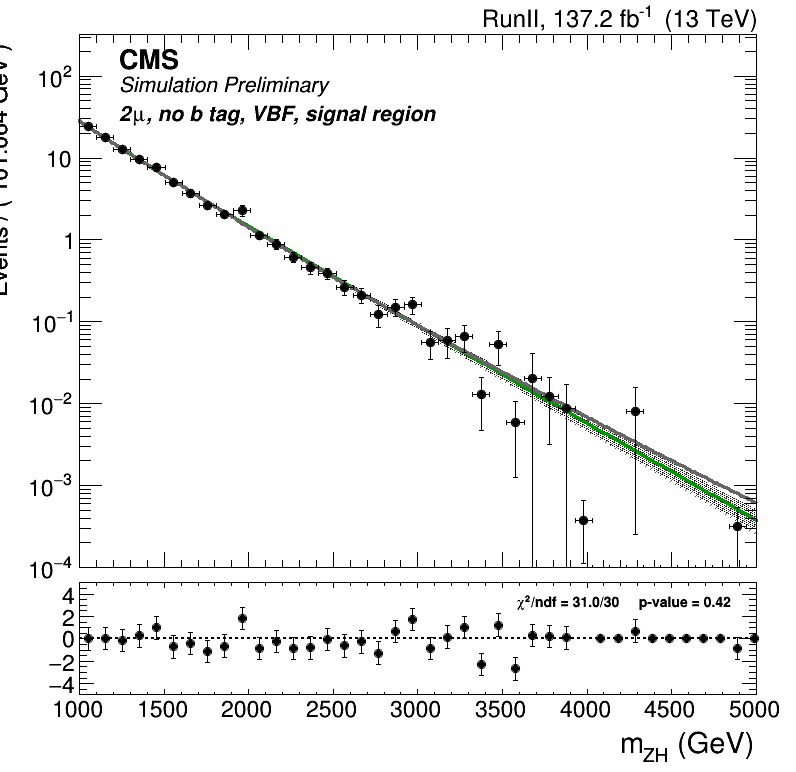 RunII, 137.2 fb⁻¹ (13 TeV)
CMS
Simulation Preliminary
2μ, no b tag, VBF, signal region
10²
10
1
10⁻¹
10⁻²
10⁻³
10⁻⁴
χ²/ndf = 31.0/30 p-value = 0.42
4
2
0
−2
−4
1000 1500 2000 2500 3000 3500 4000 4500 5000
m_ZH (GeV)